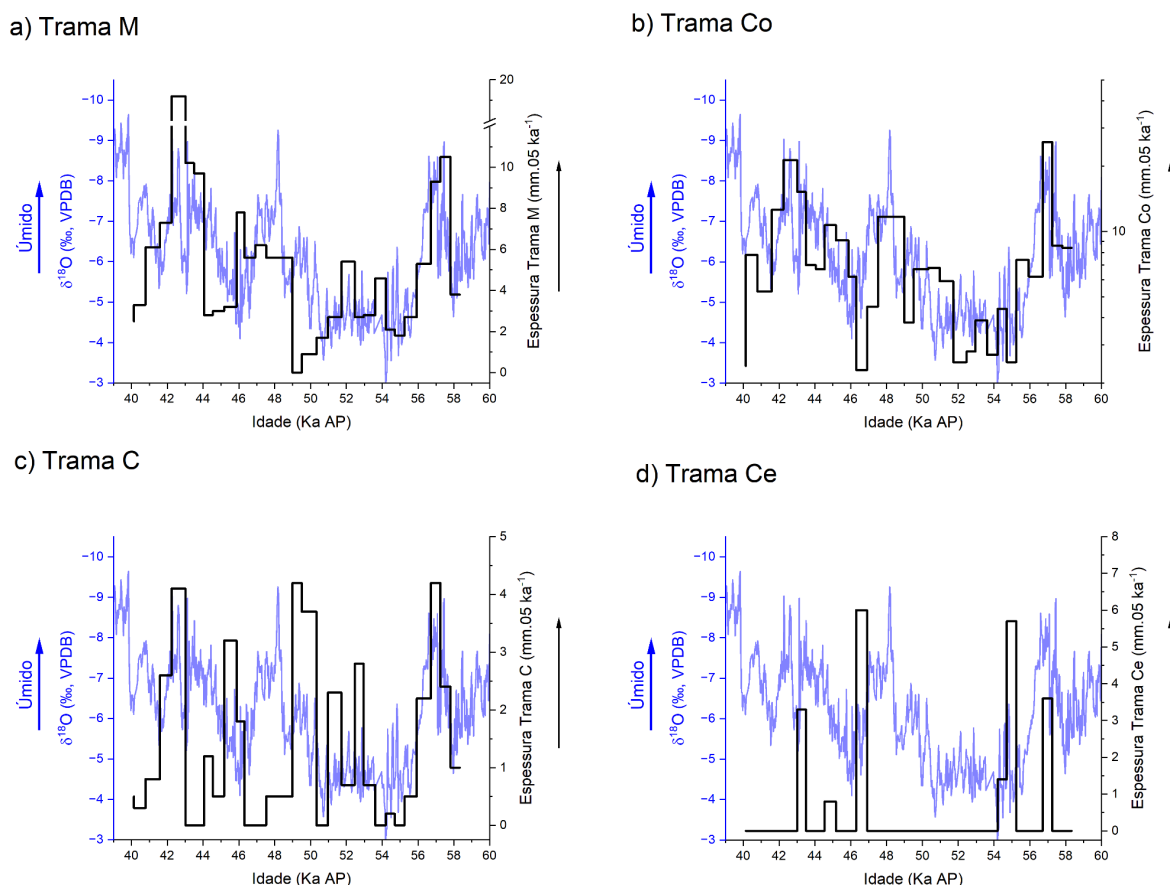 a) Trama M
b) Trama Co
Úmido
δ¹⁸O (‰, VPDB)
−10
−9
−8
−7
−6
−5
−4
−3
40 42 44 46 48 50 52 54 56 58 60
Idade (Ka AP)
20
10
8
6
4
2
0
Espessura Trama M (mm.05 ka⁻¹)
Úmido
δ¹⁸O (‰, VPDB)
−10
−9
−8
−7
−6
−5
−4
−3
40 42 44 46 48 50 52 54 56 58 60
Idade (Ka AP)
10
Espessura Trama Co (mm.05 ka⁻¹)
c) Trama C
d) Trama Ce
Úmido
δ¹⁸O (‰, VPDB)
−10
−9
−8
−7
−6
−5
−4
−3
40 42 44 46 48 50 52 54 56 58 60
Idade (Ka AP)
5
4
3
2
1
0
Espessura Trama C (mm.05 ka⁻¹)
Úmido
δ¹⁸O (‰, VPDB)
−10
−9
−8
−7
−6
−5
−4
−3
40 42 44 46 48 50 52 54 56 58 60
Idade (Ka AP)
8
7
6
5
4
3
2
1
0
Espessura Trama Ce (mm.05 ka⁻¹)